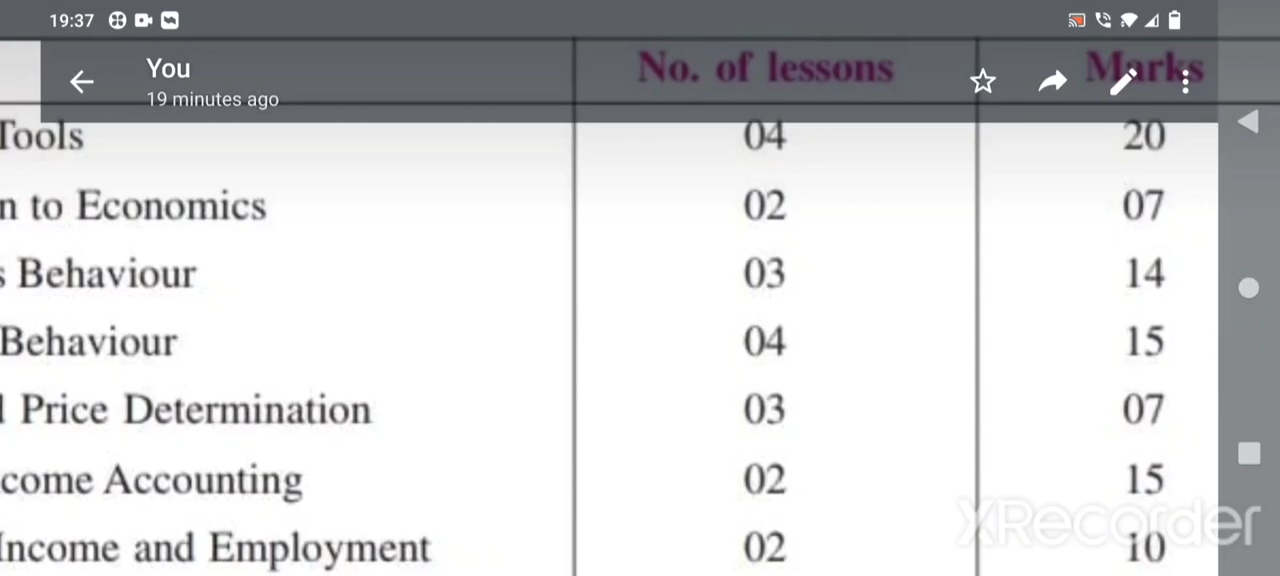 19:37
You
19 minutes ago
No. of lessons Marks
Tools 04 20
n to Economics 02 07
s Behaviour 03 14
Behaviour 04 15
l Price Determination 03 07
come Accounting 02 15
Income and Employment 02 10
XRecorder